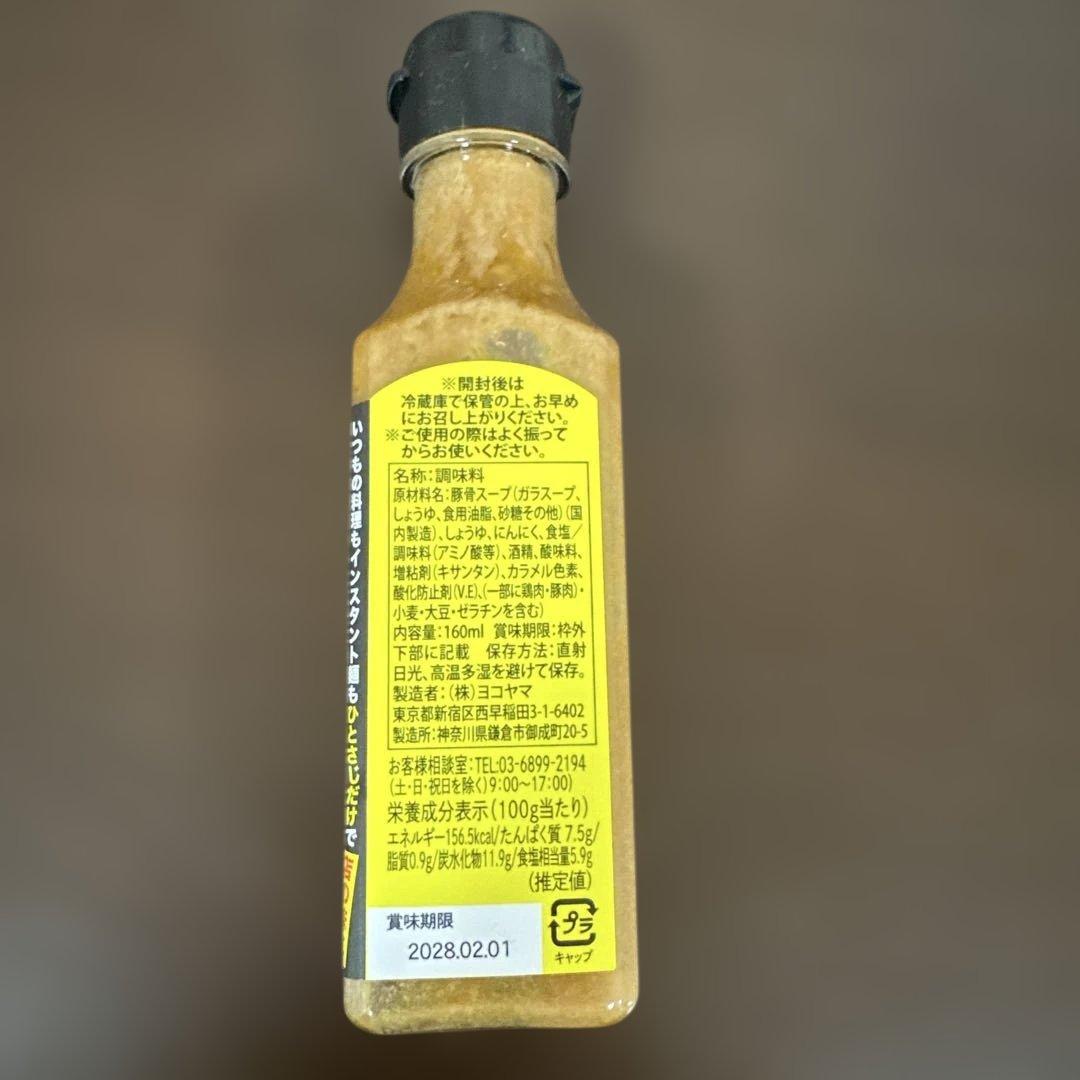 ※開封後は
冷蔵庫で保管の上、お早め
にお召し上がりください。
※ご使用の際はよく振って
からお使いください。
名称：調味料
原材料名：豚骨スープ（ガラスープ、
しょうゆ、食用油脂、砂糖その他）（国
内製造）、しょうゆ、にんにく、食塩／
調味料（アミノ酸等）、酒精、酸味料、
増粘剤（キサンタン）、カラメル色素、
酸化防止剤（V.E）、（一部に鶏肉・豚肉）・
小麦・大豆・ゼラチンを含む）
内容量：160ml 賞味期限：枠外
下部に記載 保存方法：直射
日光、高温多湿を避けて保存。
製造者：（株）ヨコヤマ
東京都新宿区西早稲田3-1-6402
製造所：神奈川県鎌倉市御成町20-5
お客様相談室：TEL:03-6899-2194
（土・日・祝日を除く）9：00～17：00）
栄養成分表示（100g当たり）
エネルギー156.5kcal/たんぱく質 7.5g/
脂質0.9g/炭水化物11.9g/食塩相当量5.9g
（推定値）
賞味期限
2028.02.01
プラ
キャップ
いつもの料理もインスタント麺もひとさじだけで